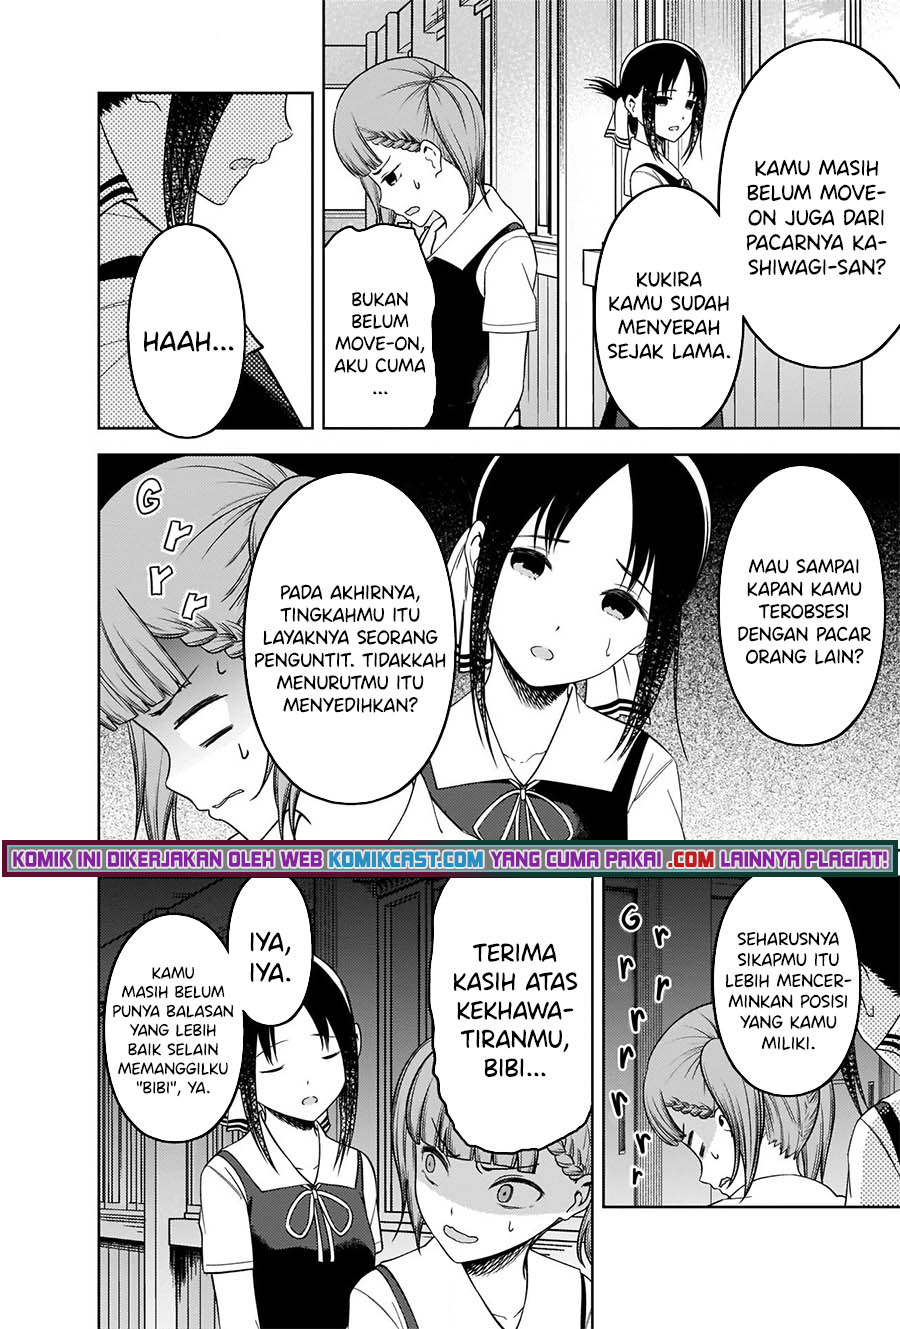 KAMU MASIH
BELUM MOVE-
ON JUGA DARI
PACARNYA KA-
SHIWAGI-SAN?
KUKIRA
KAMU SUDAH
MENYERAH
SEJAK LAMA.
BUKAN
BELUM
MOVE-ON,
AKU CUMA
...
HAAH...
MAU SAMPAI
KAPAN KAMU
TEROBSESI
DENGAN PACAR
ORANG LAIN?
PADA AKHIRNYA,
TINGKAHMU ITU
LAYAKNYA SEORANG
PENGUNTIT. TIDAKKAH
MENURUTMU ITU
MENYEDIHKAN?
Grrr
KOMIK INI DIKERJAKAN OLEH WEB KOMIKCAST.COM YANG CUMA PAKAI .COM LAINNYA PLAGIAT!
SEHARUSNYA
SIKAPMU ITU
LEBIH MENCER-
MINKAN POSISI
YANG KAMU
MILIKI.
Grrrrr
Grrr
TERIMA
KASIH ATAS
KEKHAWA-
TIRANMU,
BIBI...
IYA,
IYA.
KAMU
MASIH BELUM
PUNYA BALASAN
YANG LEBIH
BAIK SELAIN
MEMANGGILKU
"BIBI", YA.